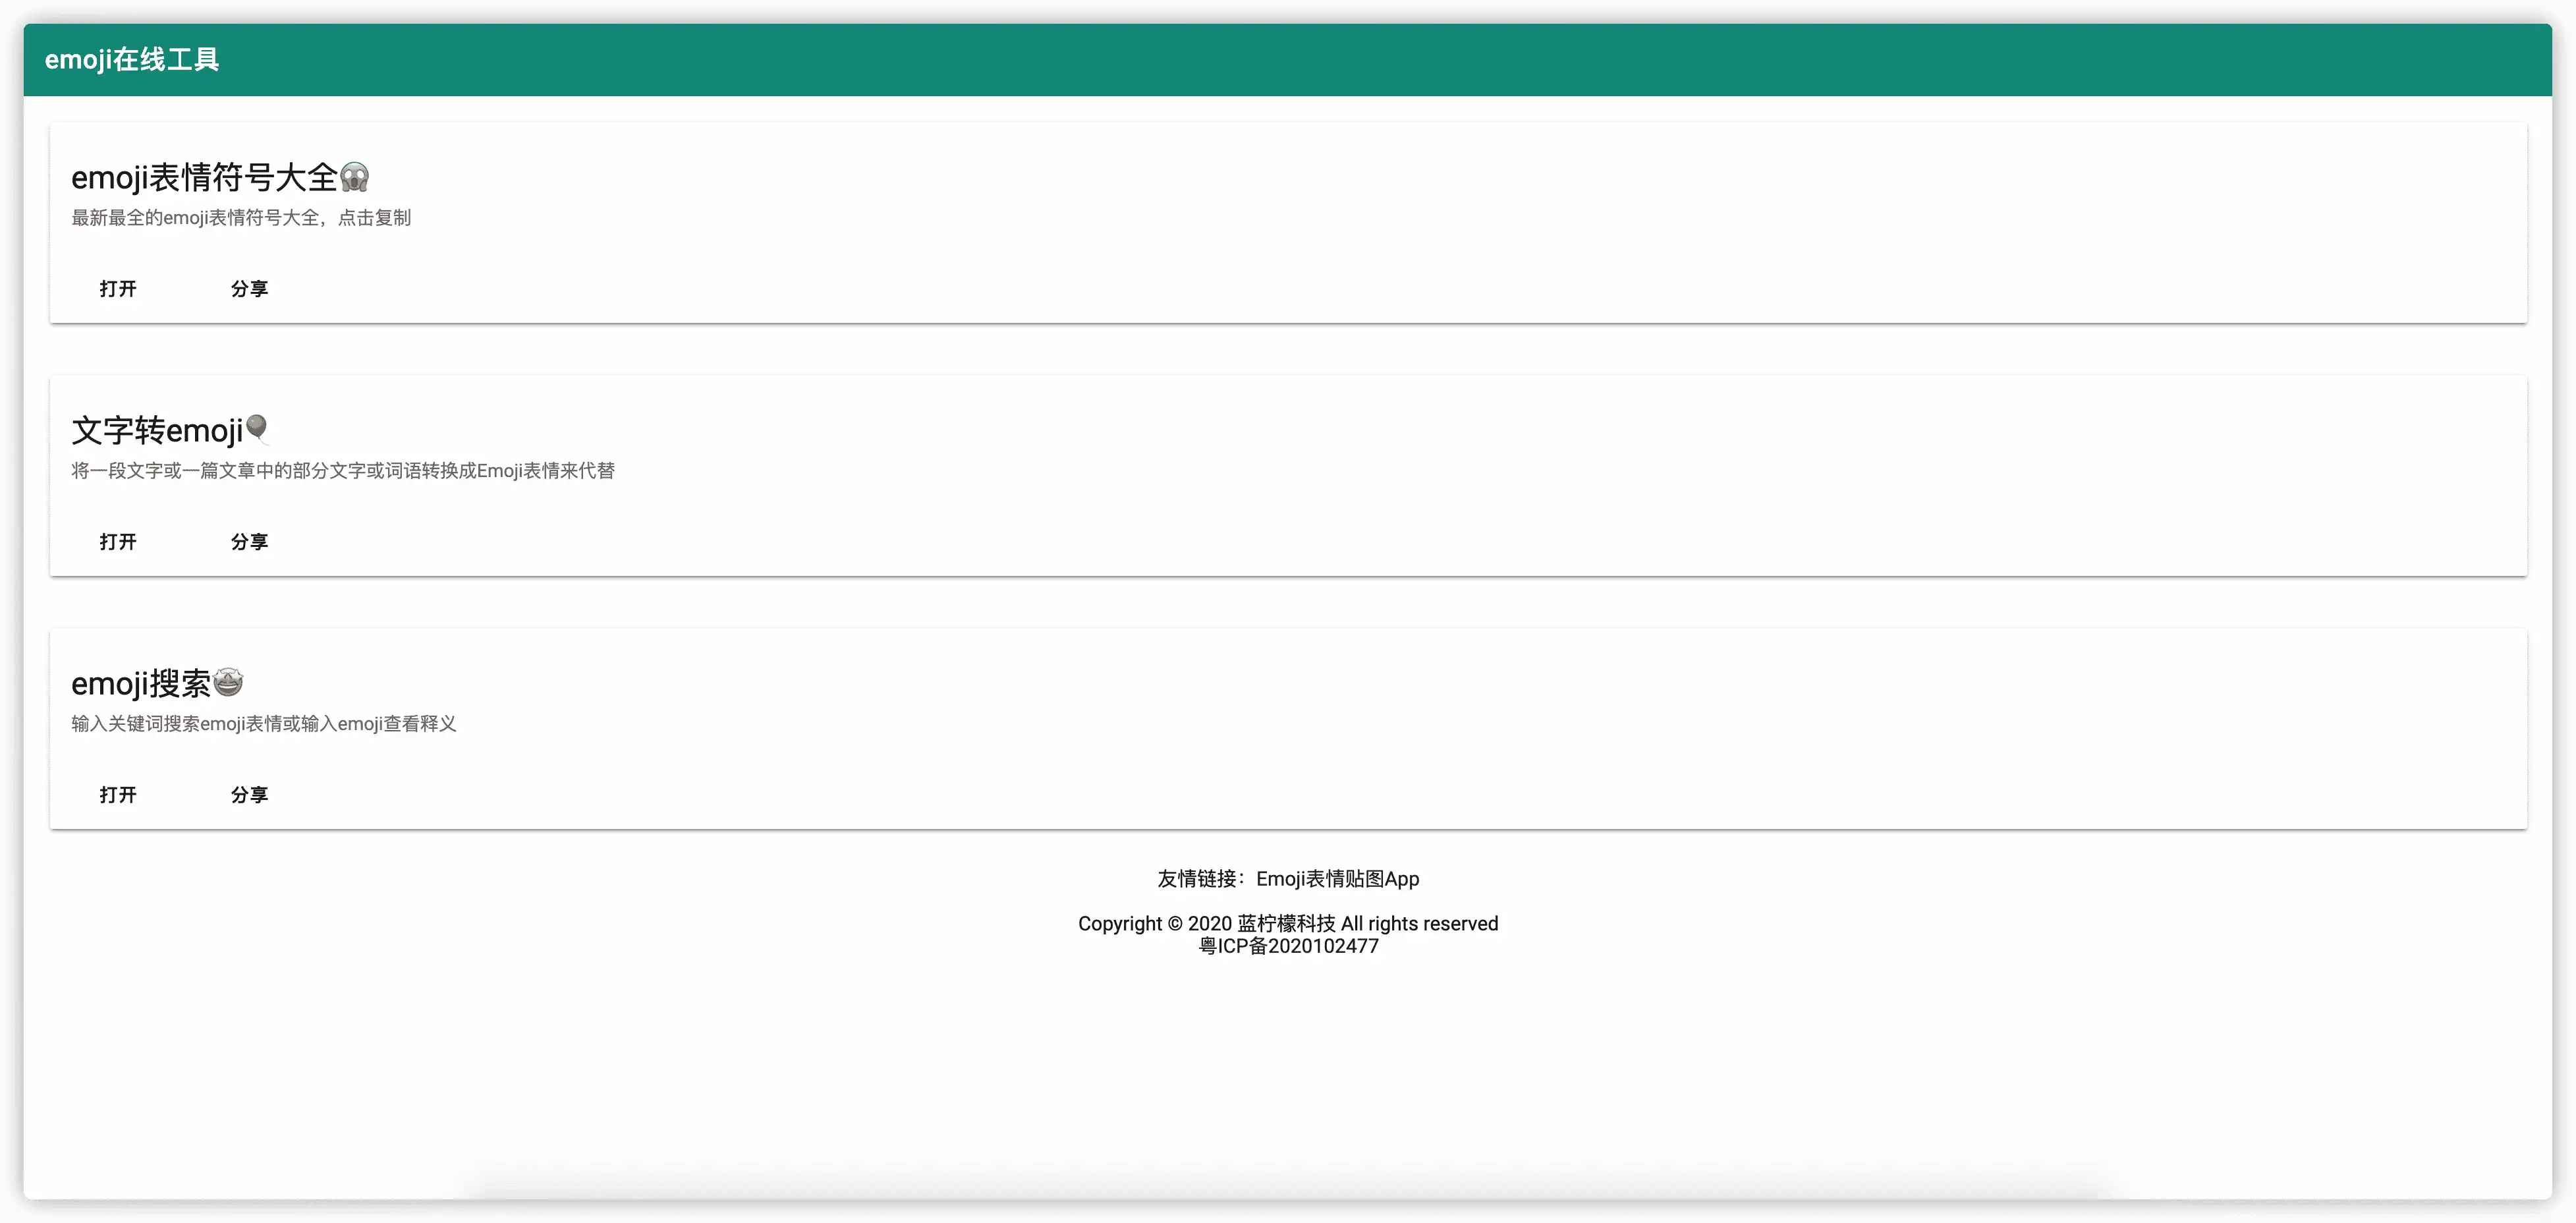 emoji在线工具
emoji表情符号大全😱
最新最全的emoji表情符号大全，点击复制
打开 分享
文字转emoji🎈
将一段文字或一篇文章中的部分文字或词语转换成Emoji表情来代替
打开 分享
emoji搜索🤩
输入关键词搜索emoji表情或输入emoji查看释义
打开 分享
友情链接：Emoji表情贴图App
Copyright © 2020 蓝柠檬科技 All rights reserved
粤ICP备2020102477